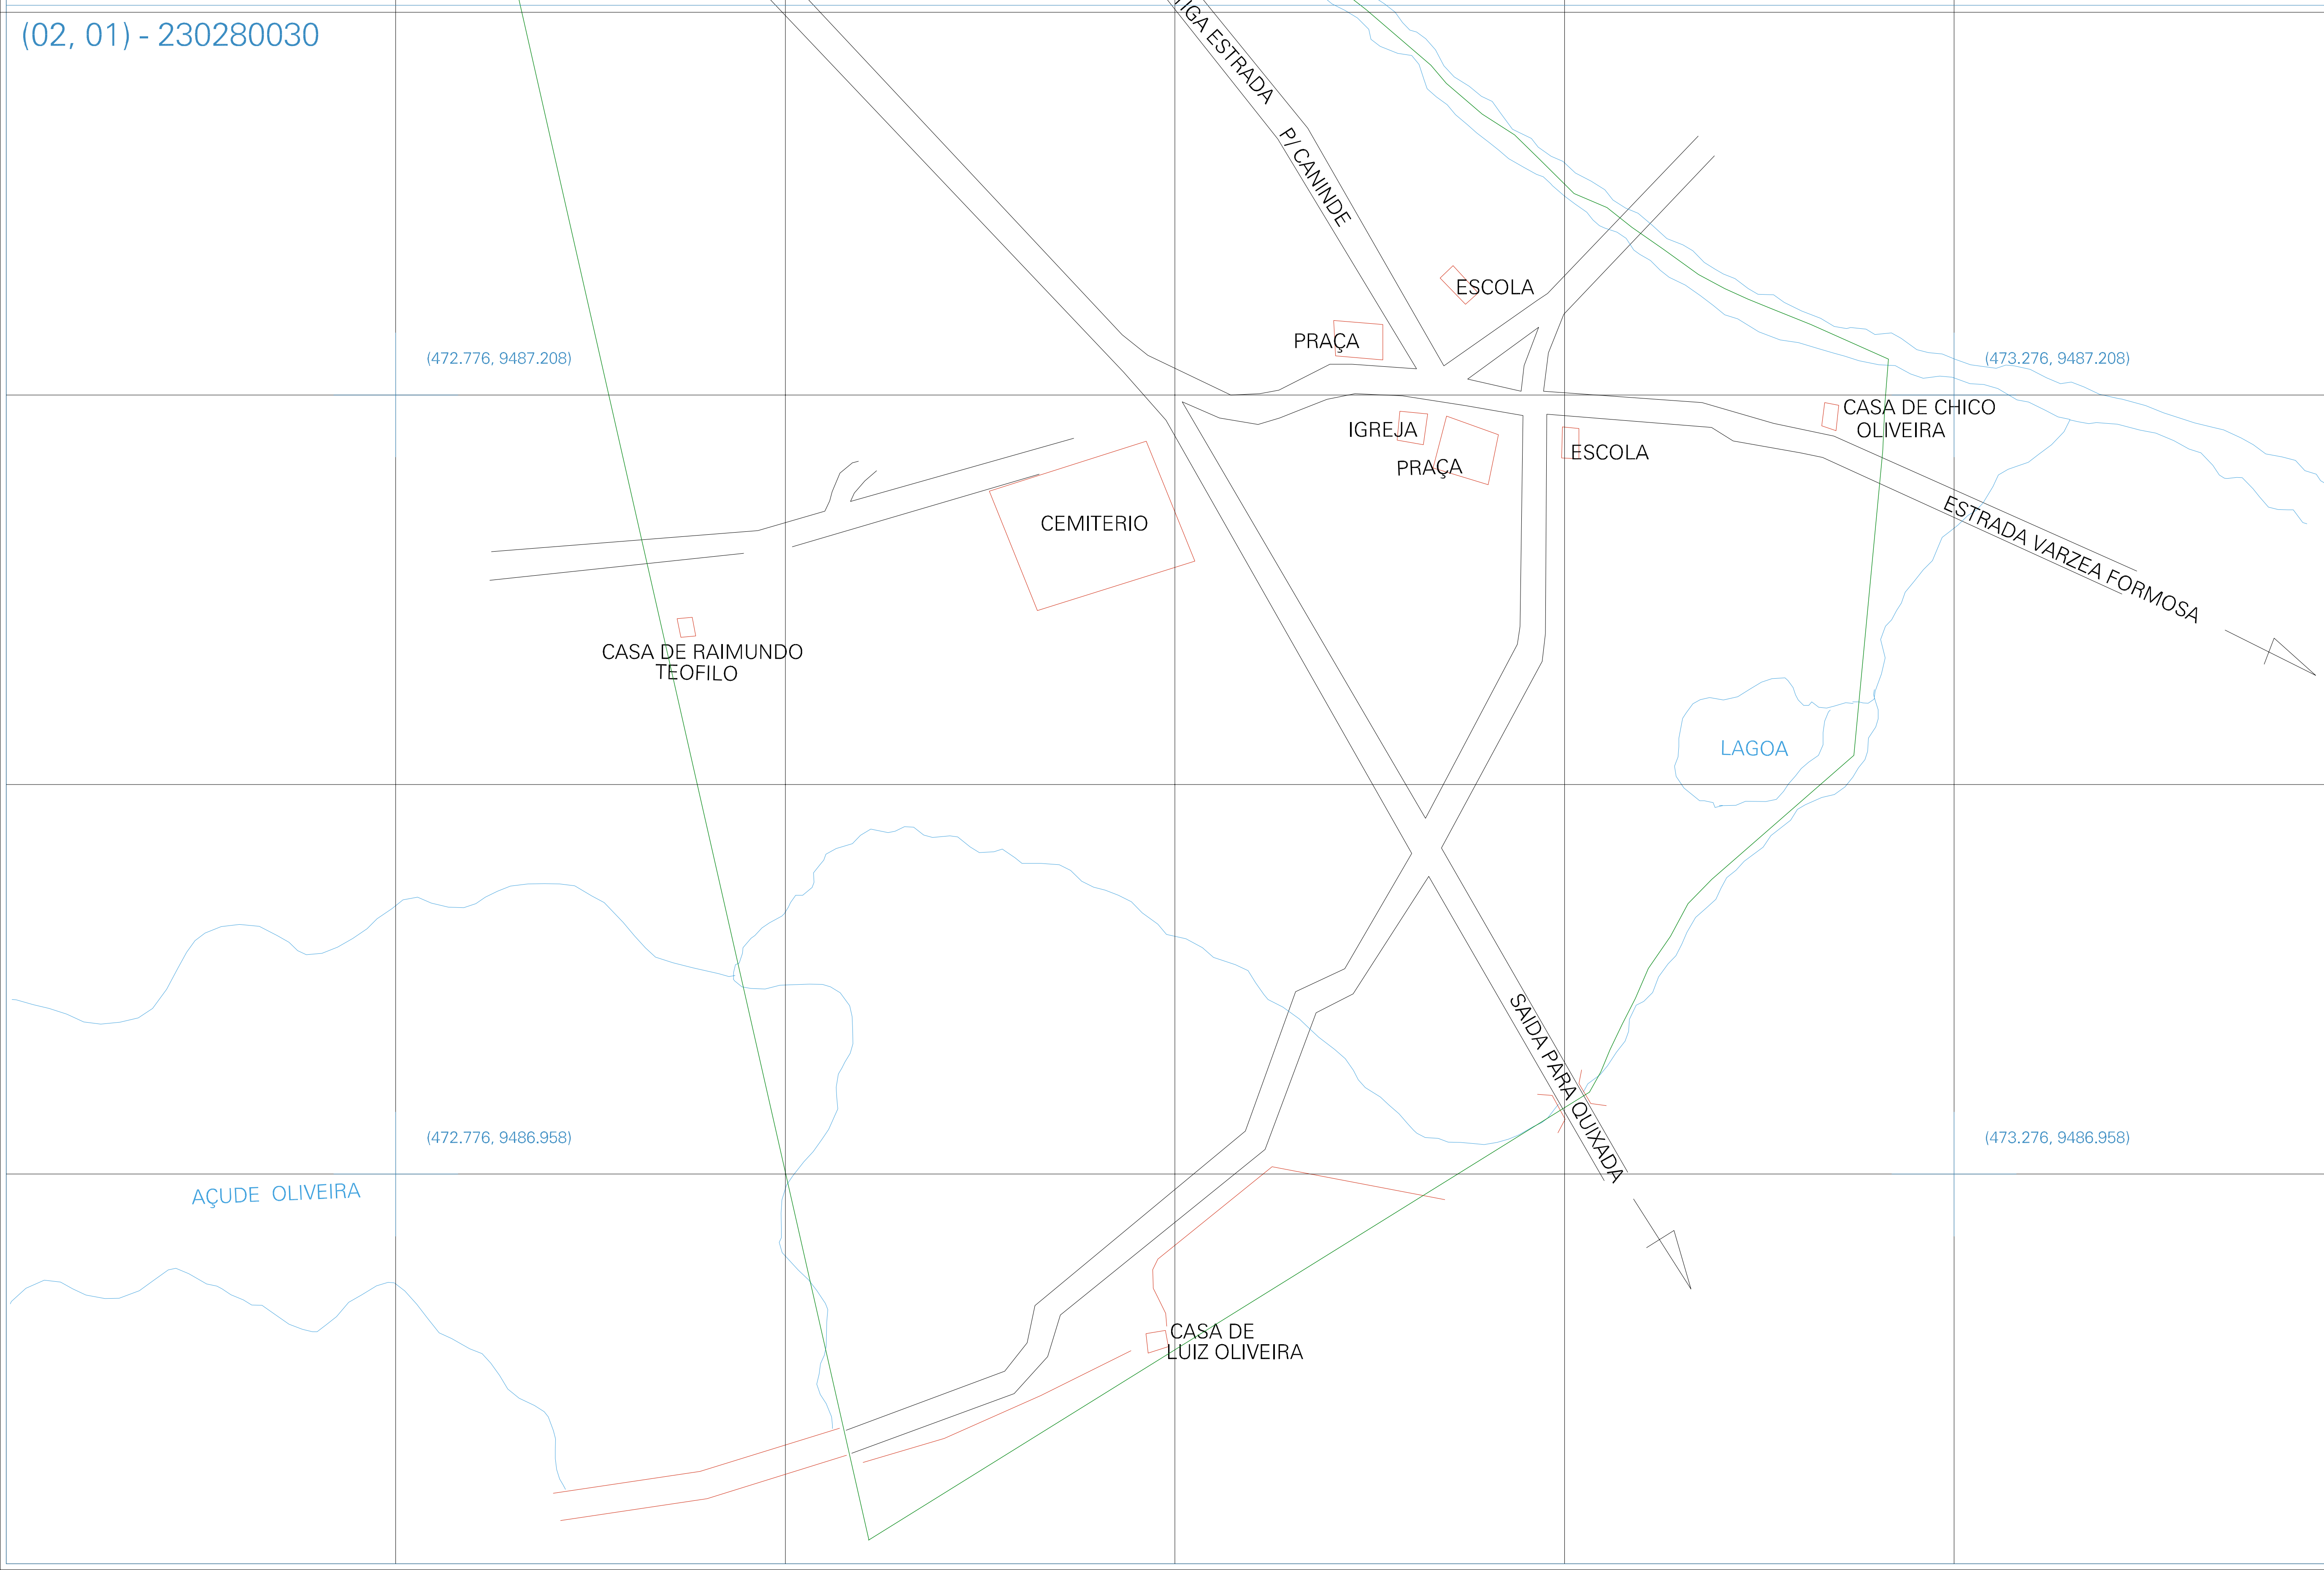 (02, 01) - 230280030
TIGA ESTRADA P/ CANINDE
ESCOLA
PRAÇA
(472.776, 9487.208)
(473.276, 9487.208)
CASA DE CHICO
OLIVEIRA
IGREJA
ESCOLA
PRAÇA
CEMITERIO
ESTRADA VARZEA FORMOSA
CASA DE RAIMUNDO
TEOFILO
LAGOA
SAIDA PARA QUIXADA
(472.776, 9486.958)
(473.276, 9486.958)
AÇUDE OLIVEIRA
CASA DE
LUIZ OLIVEIRA